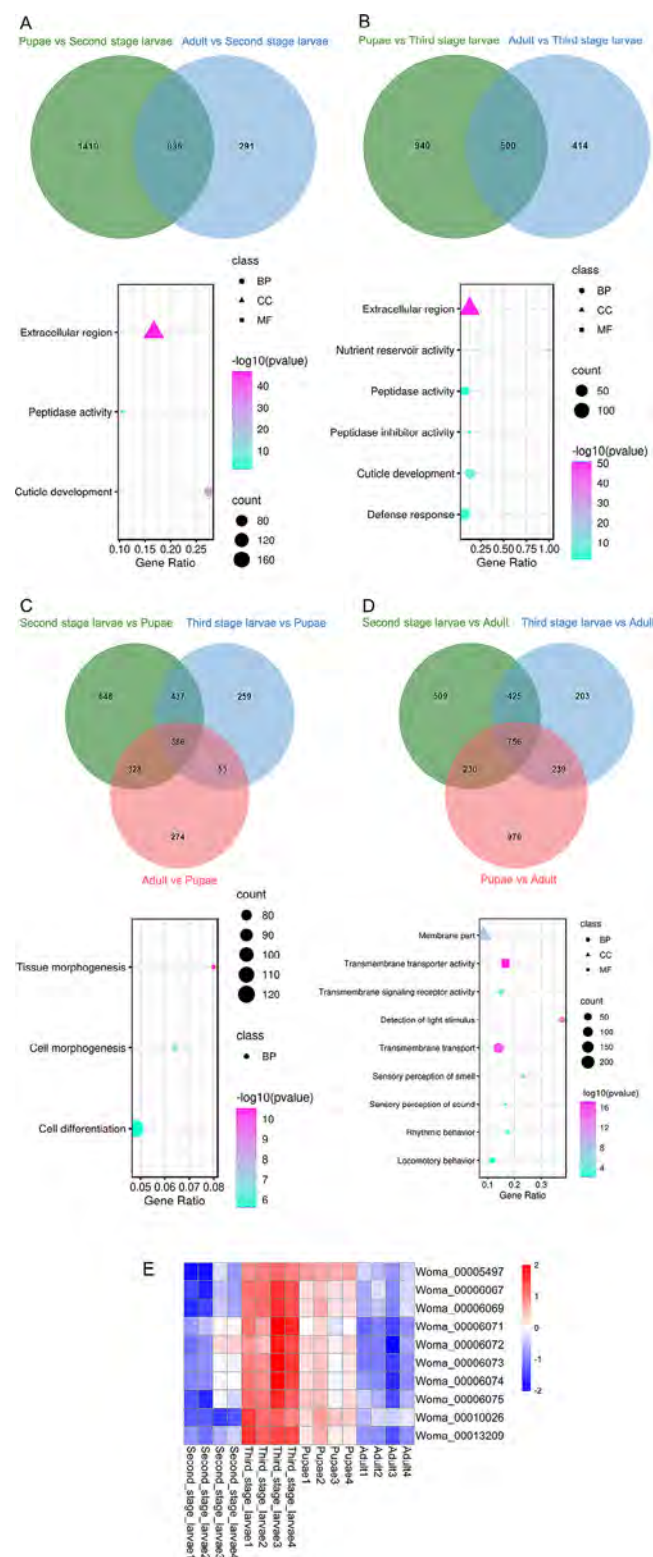 A
Pupae vs Second stage larvae
Adult vs Second stage larvae
1410
291
class
BP
CC
MF
Extracellular region
Peptidase activity
Cuticle development
0.10 0.15 0.20 0.25
Gene Ratio
-log10(pvalue)
40
30
20
10
count
80
120
160
B
Pupae vs Third stage larvae
Adult vs Third stage larvae
940
500
414
class
BP
CC
MF
Extracellular region
Nutrient reservoir activity
Peptidase activity
Peptidase inhibitor activity
Cuticle development
Defense response
0.25 0.50 0.75 1.00
Gene Ratio
count
50
100
-log10(pvalue)
50
40
30
20
10
C
Second stage larvae vs Pupae
Third stage larvae vs Pupae
437
259
274
Adult vs Pupae
Tissue morphogenesis
Cell morphogenesis
Cell differentiation
0.05 0.06 0.07 0.08
Gene Ratio
count
80
90
100
110
120
class
BP
-log10(pvalue)
10
9
8
7
6
D
Second stage larvae vs Adult
Third stage larvae vs Adult
425
203
756
230
Pupae vs Adult
Membrane part
Transmembrane transporter activity
Transmembrane signaling receptor activity
Detection of light stimulus
Transmembrane transport
Sensory perception of smell
Sensory perception of sound
Rhythmic behavior
Locomotory behavior
0.1 0.2 0.3
Gene Ratio
class
BP
CC
MF
count
50
100
150
200
-log10(pvalue)
16
12
8
4
E
Woma_00005497
Woma_00006067
Woma_00006069
Woma_00006071
Woma_00006072
Woma_00006073
Woma_00006074
Woma_00006075
Woma_00010026
Woma_00013209
2
1
0
-1
-2
Second_stage_larvae1
Second_stage_larvae2
Second_stage_larvae3
Second_stage_larvae4
Third_stage_larvae1
Third_stage_larvae2
Third_stage_larvae3
Third_stage_larvae4
Pupae1
Pupae2
Pupae3
Pupae4
Adult1
Adult2
Adult3
Adult4